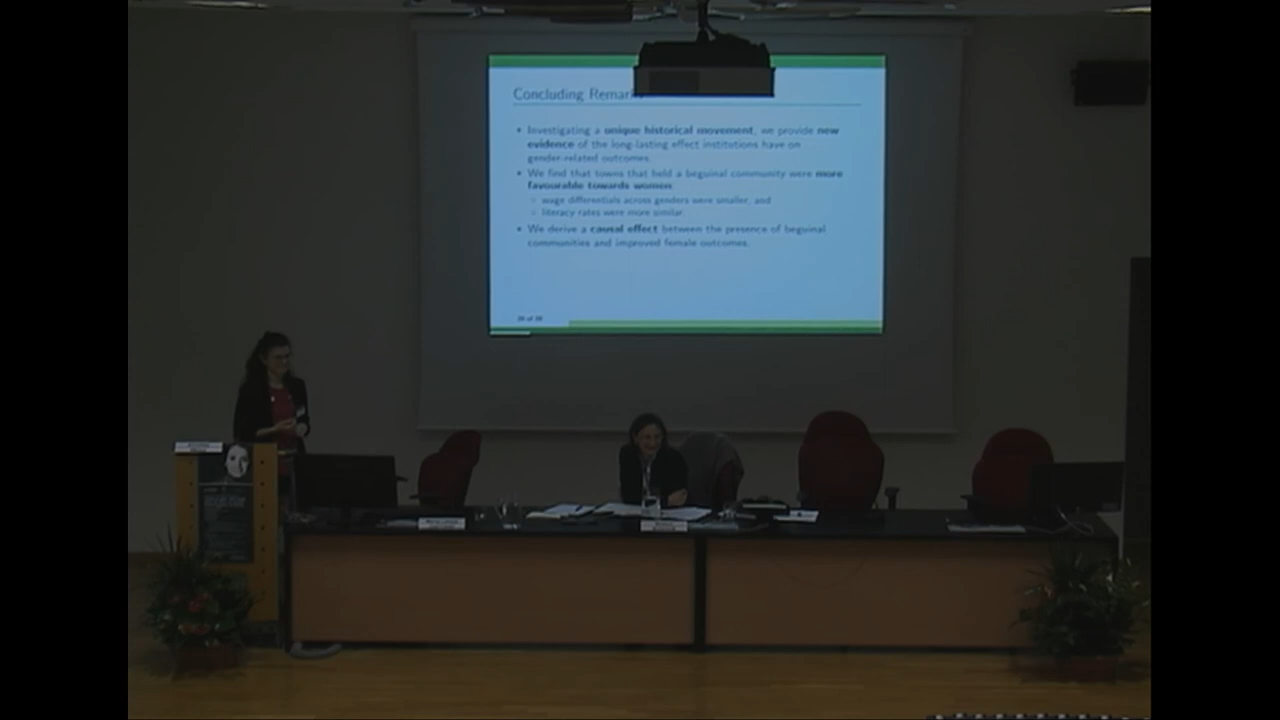 Concluding Remarks
• Investigating a unique historical movement, we provide new
evidence of the long-lasting effect institutions have on
gender-related outcomes.
• We find that towns that held a beguinal community were more
favourable towards women:
○ wage differentials across genders were smaller, and
○ literacy rates were more similar.
• We derive a causal effect between the presence of beguinal
communities and improved female outcomes.